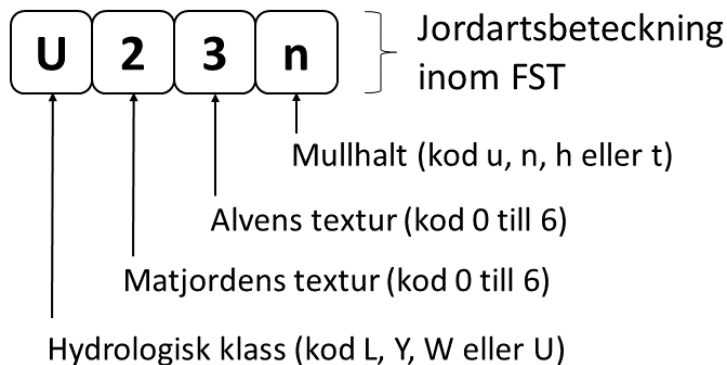 U 2 3 n
Jordartsbeteckning
inom FST
Mullhalt (kod u, n, h eller t)
Alvens textur (kod 0 till 6)
Matjordens textur (kod 0 till 6)
Hydrologisk klass (kod L, Y, W eller U)